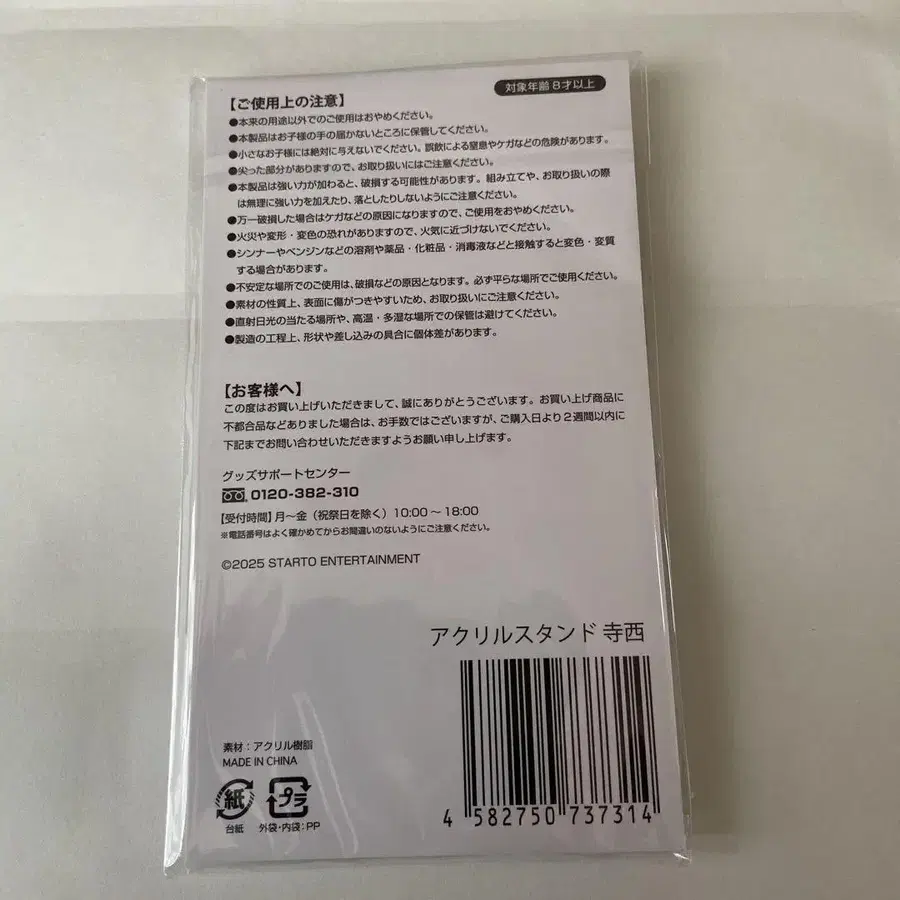 対象年齢8才以上
【ご使用上の注意】
●本来の用途以外でのご使用はおやめください。
●本製品はお子様の手の届かないところに保管してください。
●小さなお子様には絶対に与えないでください。誤飲による窒息やケガなどの危険があります。
●尖った部分がありますので、お取り扱いにはご注意ください。
●本製品は強い力が加わると、破損する可能性があります。組み立てや、お取り扱いの際
は無理に強い力を加えたり、落としたりしないようにご注意ください。
●万一破損した場合はケガなどの原因になりますので、ご使用をおやめください。
●火災や変形・変色の恐れがありますので、火気に近づけないでください。
●シンナーやベンジンなどの溶剤や薬品・化粧品・消毒液などと接触すると変色・変質
する場合があります。
●不安定な場所でのご使用は、破損などの原因となります。必ず平らな場所でご使用ください。
●素材の性質上、表面に傷がつきやすいため、お取り扱いにご注意ください。
●直射日光の当たる場所や、高温・多湿な場所での保管は避けてください。
●製造の工程上、形状や差し込みの具合に個体差があります。
【お客様へ】
この度はお買い上げいただきまして、誠にありがとうございます。お買い上げ商品に
不都合品などありました場合は、お手数ではございますが、ご購入日より2週間以内に
下記までお問い合わせいただきますようお願い申し上げます。
グッズサポートセンター
0120-382-310
【受付時間】月〜金(祝祭日を除く)10:00〜18:00
※電話番号はよく確かめてからお間違いのないようにご注意ください。
©2025 STARTO ENTERTAINMENT
アクリルスタンド 寺西
4 582750 737314
素材:アクリル樹脂
MADE IN CHINA
紙
プラ
台紙
外袋・内袋:PP